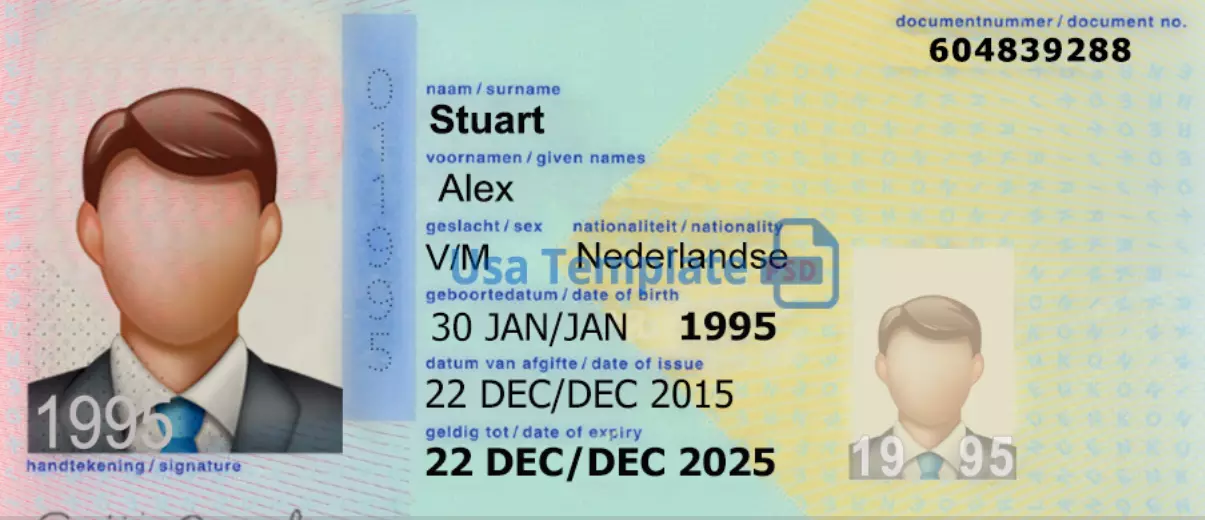 documentnummer / document no.
604839288
naam / surname
Stuart
voornamen / given names
Alex
geslacht / sex nationaliteit / nationality
V/M Nederlandse
Usa Template PSD
geboortedatum / date of birth
30 JAN/JAN 1995
datum van afgifte / date of issue
22 DEC/DEC 2015
geldig tot / date of expiry
22 DEC/DEC 2025
1995
19 95
handtekening / signature